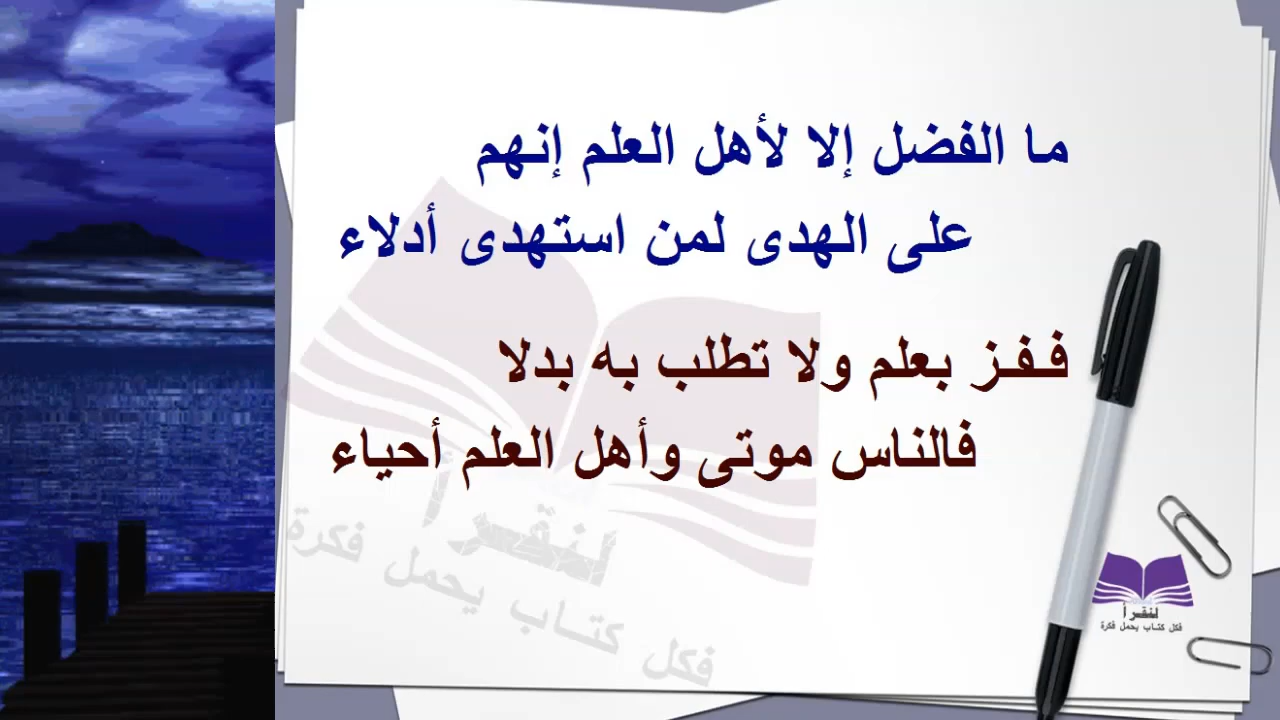 ما الفضل إلا لأهل العلم إنهم
على الهدى لمن استهدى أدلاء
ففز بعلم ولا تطلب به بدلا
فالناس موتى وأهل العلم أحياء
لنقرأ
فكل كتاب يحمل فكرة
لنقرأ
فكل كتاب يحمل فكرة